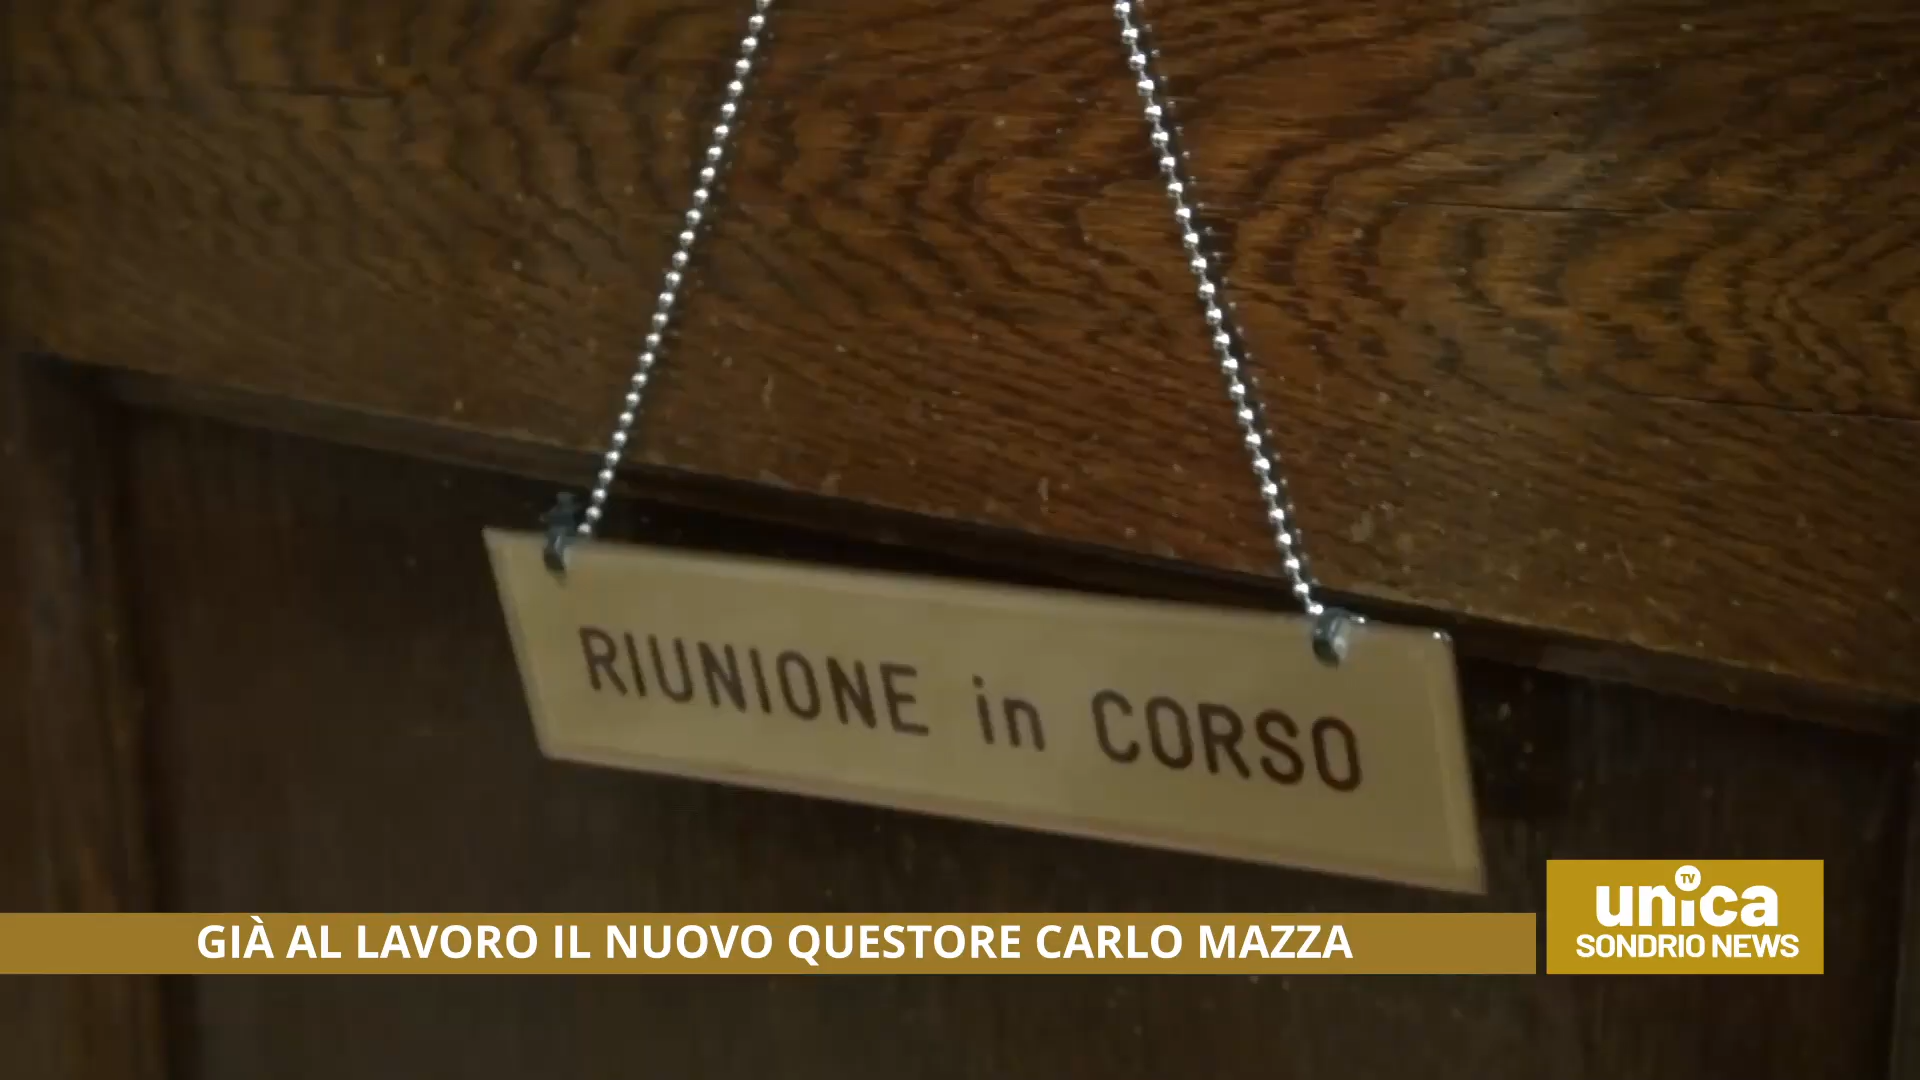 RIUNIONE in CORSO
GIÀ AL LAVORO IL NUOVO QUESTORE CARLO MAZZA
TV
unica
SONDRIO NEWS